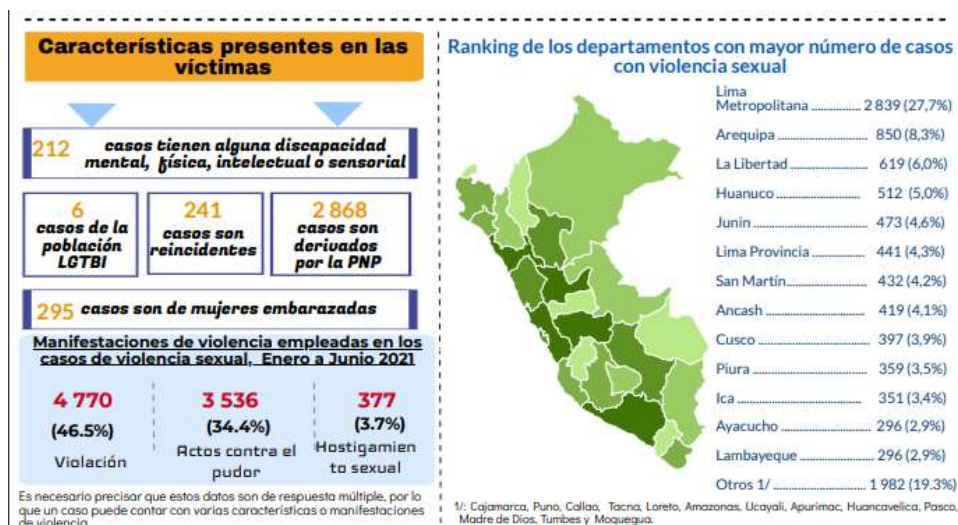 Características presentes en las
víctimas
212 casos tienen alguna discapacidad
mental, física, intelectual o sensorial
6
casos de la
población
LGTBI
241
casos son
reincidentes
2 868
casos son
derivados
por la PNP
295 casos son de mujeres embarazadas
Manifestaciones de violencia empleadas en los
casos de violencia sexual, Enero a Junio 2021
4 770
(46.5%)
Violación
3 536
(34.4%)
Actos contra el
pudor
377
(3.7%)
Hostigamien
to sexual
Es necesario precisar que estos datos son de respuesta múltiple, por lo
que un caso puede contar con varias características o manifestaciones
de violencia
Ranking de los departamentos con mayor número de casos
con violencia sexual
Lima
Metropolitana ................ 2 839 (27,7%)
Arequipa ............................ 850 (8,3%)
La Libertad ........................ 619 (6,0%)
Huanuco ............................ 512 (5,0%)
Junin .................................. 473 (4,6%)
Lima Provincia .................. 441 (4,3%)
San Martín......................... 432 (4,2%)
Ancash .............................. 419 (4,1%)
Cusco ................................ 397 (3,9%)
Piura .................................. 359 (3,5%)
Ica ...................................... 351 (3,4%)
Ayacucho .......................... 296 (2,9%)
Lambayeque ..................... 296 (2,9%)
Otros 1/ ............................. 1 982 (19.3%)
1/: Cajamarca, Puno, Callao, Tacna, Loreto, Amazonas, Ucayali, Apurimac, Huancavelica, Pasco,
Madre de Dios, Tumbes y Moquegua.